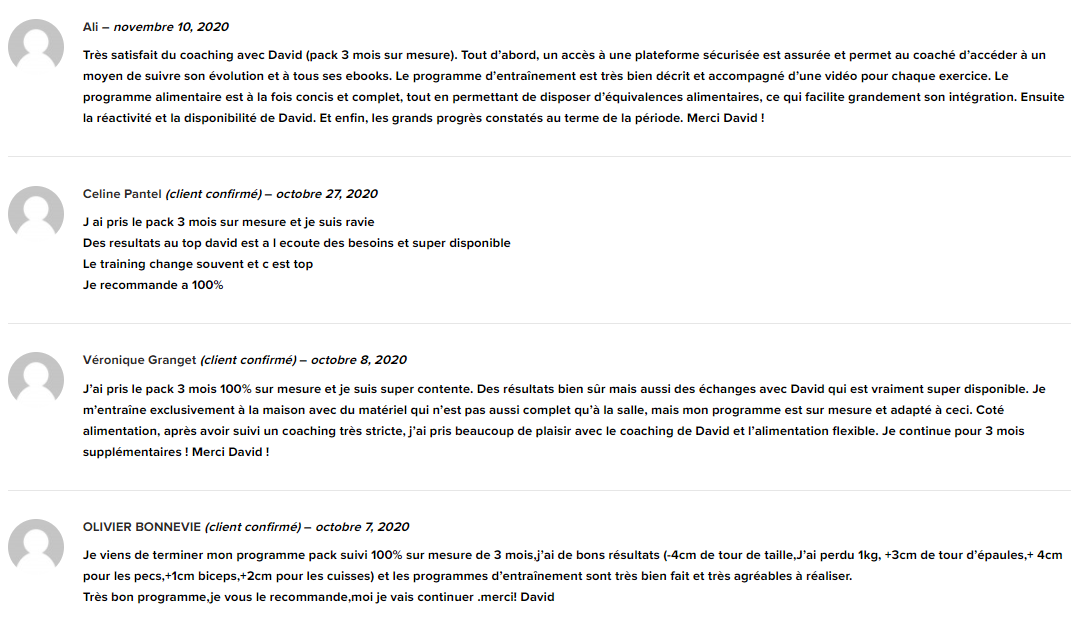 Ali – novembre 10, 2020
Très satisfait du coaching avec David (pack 3 mois sur mesure). Tout d’abord, un accès à une plateforme sécurisée est assurée et permet au coaché d’accéder à un
moyen de suivre son évolution et à tous ses ebooks. Le programme d’entraînement est très bien décrit et accompagné d’une vidéo pour chaque exercice. Le
programme alimentaire est à la fois concis et complet, tout en permettant de disposer d’équivalences alimentaires, ce qui facilite grandement son intégration. Ensuite
la réactivité et la disponibilité de David. Et enfin, les grands progrès constatés au terme de la période. Merci David !
Celine Pantel (client confirmé) – octobre 27, 2020
J ai pris le pack 3 mois sur mesure et je suis ravie
Des resultats au top david est a l ecoute des besoins et super disponible
Le training change souvent et c est top
Je recommande a 100%
Véronique Granget (client confirmé) – octobre 8, 2020
J’ai pris le pack 3 mois 100% sur mesure et je suis super contente. Des résultats bien sûr mais aussi des échanges avec David qui est vraiment super disponible. Je
m’entraîne exclusivement à la maison avec du matériel qui n’est pas aussi complet qu’à la salle, mais mon programme est sur mesure et adapté à ceci. Coté
alimentation, après avoir suivi un coaching très stricte, j’ai pris beaucoup de plaisir avec le coaching de David et l’alimentation flexible. Je continue pour 3 mois
supplémentaires ! Merci David !
OLIVIER BONNEVIE (client confirmé) – octobre 7, 2020
Je viens de terminer mon programme pack suivi 100% sur mesure de 3 mois,j’ai de bons résultats (-4cm de tour de taille,J’ai perdu 1kg, +3cm de tour d’épaules,+ 4cm
pour les pecs,+1cm biceps,+2cm pour les cuisses) et les programmes d’entraînement sont très bien fait et très agréables à réaliser.
Très bon programme,je vous le recommande,moi je vais continuer .merci! David